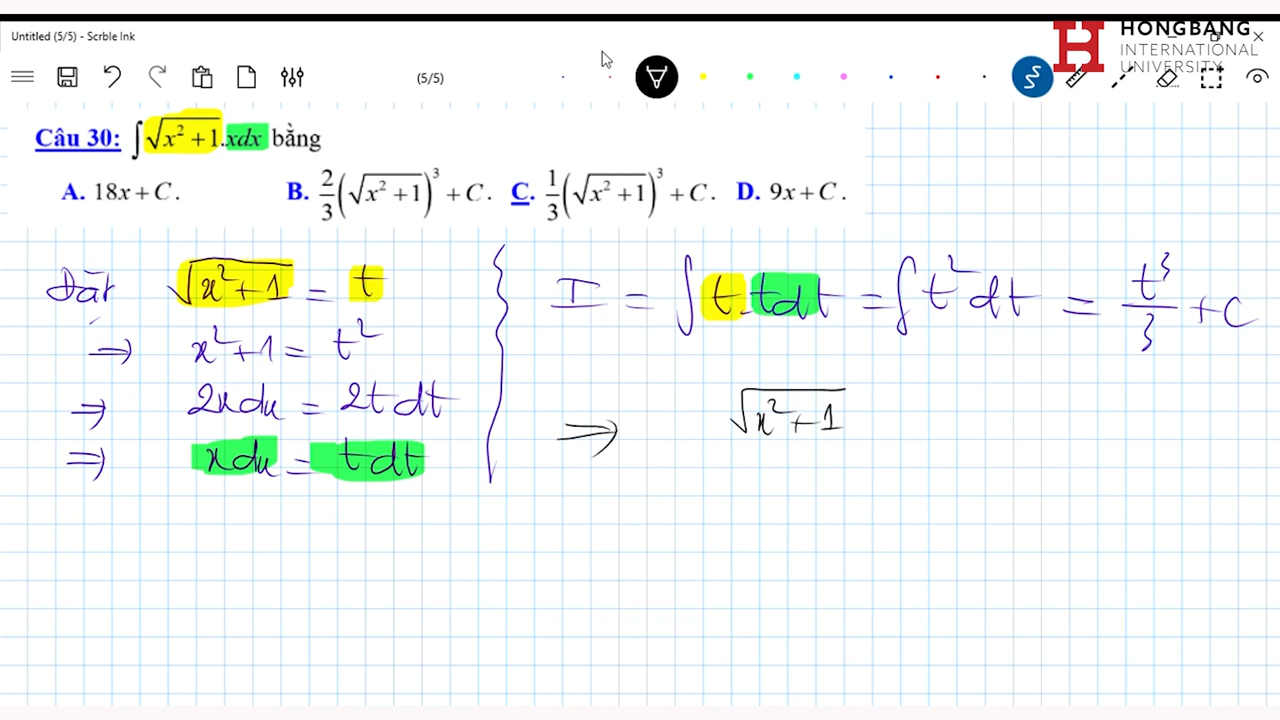 Untitled (5/5) - Scrble Ink
HONGBANG
INTERNATIONAL
UNIVERSITY
(5/5)
Câu 30: ∫√(x² + 1).xdx bằng
A. 18x + C. B. 2/3(√(x² + 1))³ + C. C. 1/3(√(x² + 1))³ + C. D. 9x + C.
Đặt √(x² + 1) = t
⇒ x² + 1 = t²
⇒ 2xdx = 2tdt
⇒ xdx = tdt
I = ∫ t.tdt = ∫ t² dt = t³/3 + C
⇒ √(x² + 1)